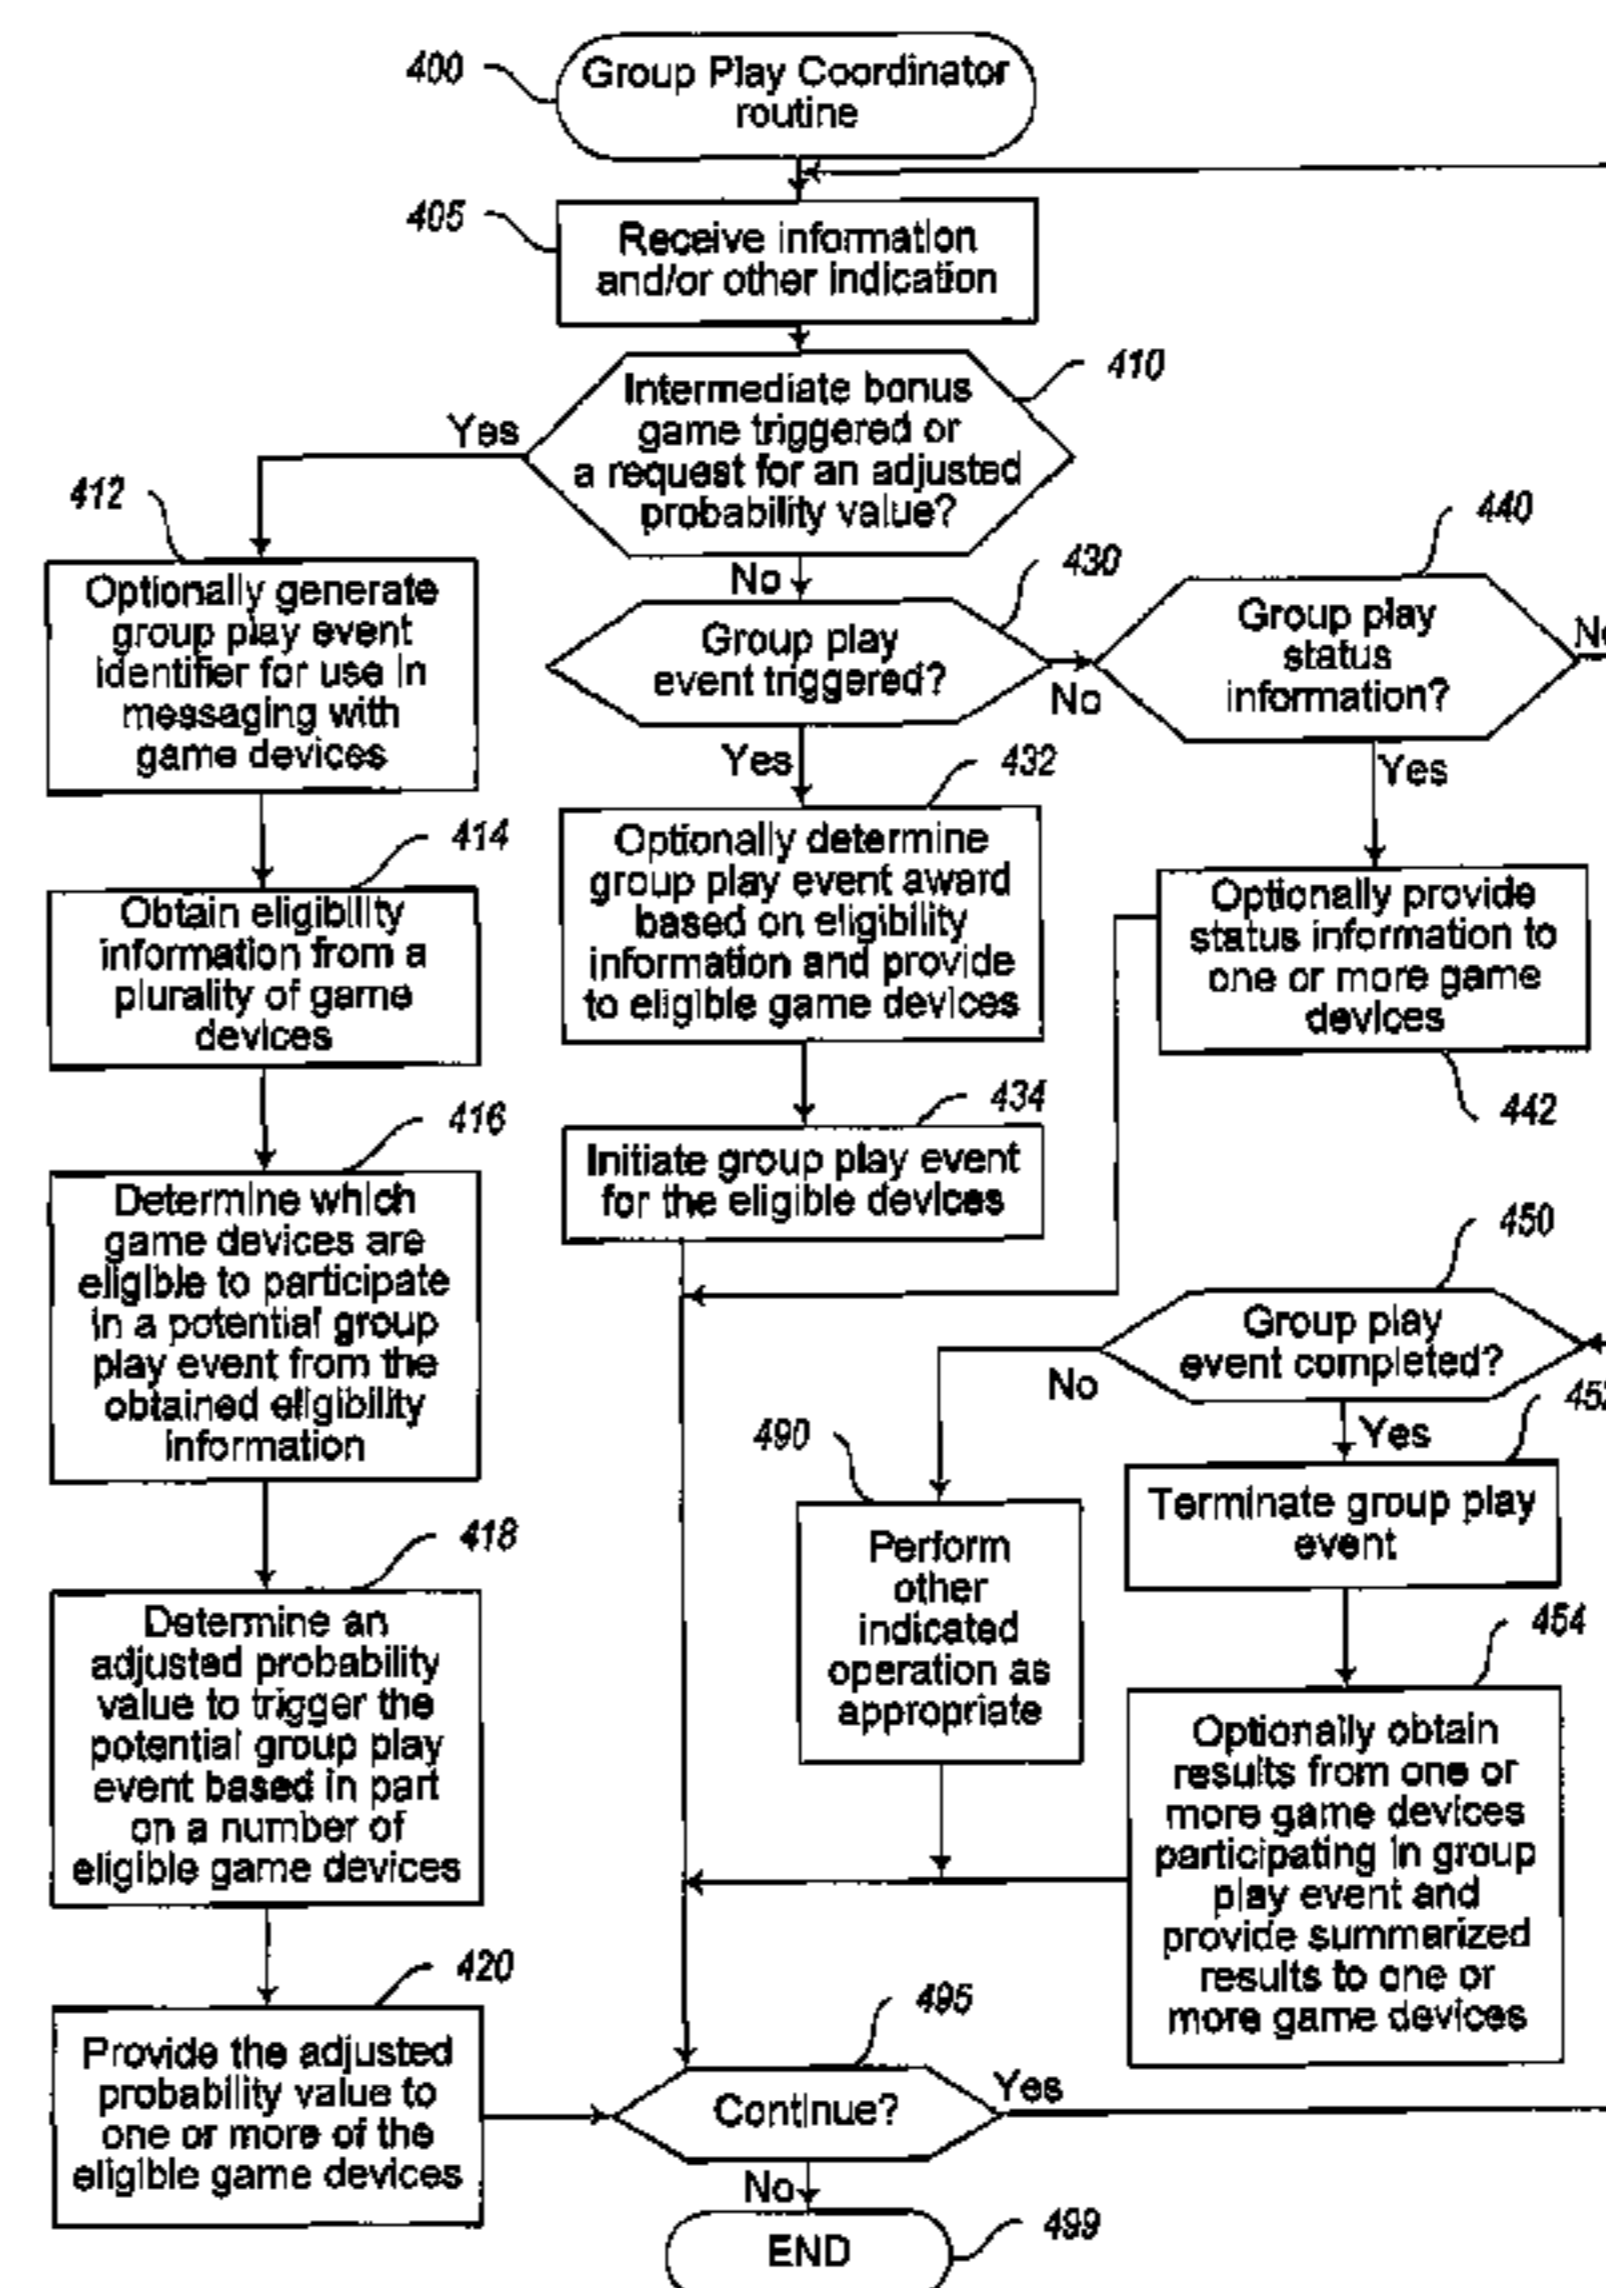 400
Group Play Coordinator
routine
405
Receive information
and/or other indication
410
Intermediate bonus
game triggered or
a request for an adjusted
probability value?
Yes
No
412
Optionally generate
group play event
identifier for use in
messaging with
game devices
414
Obtain eligibility
information from a
plurality of game
devices
416
Determine which
game devices are
eligible to participate
in a potential group
play event from the
obtained eligibility
information
418
Determine an
adjusted probability
value to trigger the
potential group play
event based in part
on a number of
eligible game devices
420
Provide the adjusted
probability value to
one or more of the
eligible game devices
430
Group play
event triggered?
No
Yes
432
Optionally determine
group play event award
based on eligibility
information and provide
to eligible game devices
434
Initiate group play event
for the eligible devices
440
Group play
status
information?
No
Yes
Optionally provide
status information to
one or more game
devices
442
450
Group play
event completed?
No
Yes
452
Terminate group play
event
454
Optionally obtain
results from one or
more game devices
participating in group
play event and
provide summarized
results to one or
more game devices
490
Perform
other
indicated
operation as
appropriate
495
Continue?
Yes
No
END
499